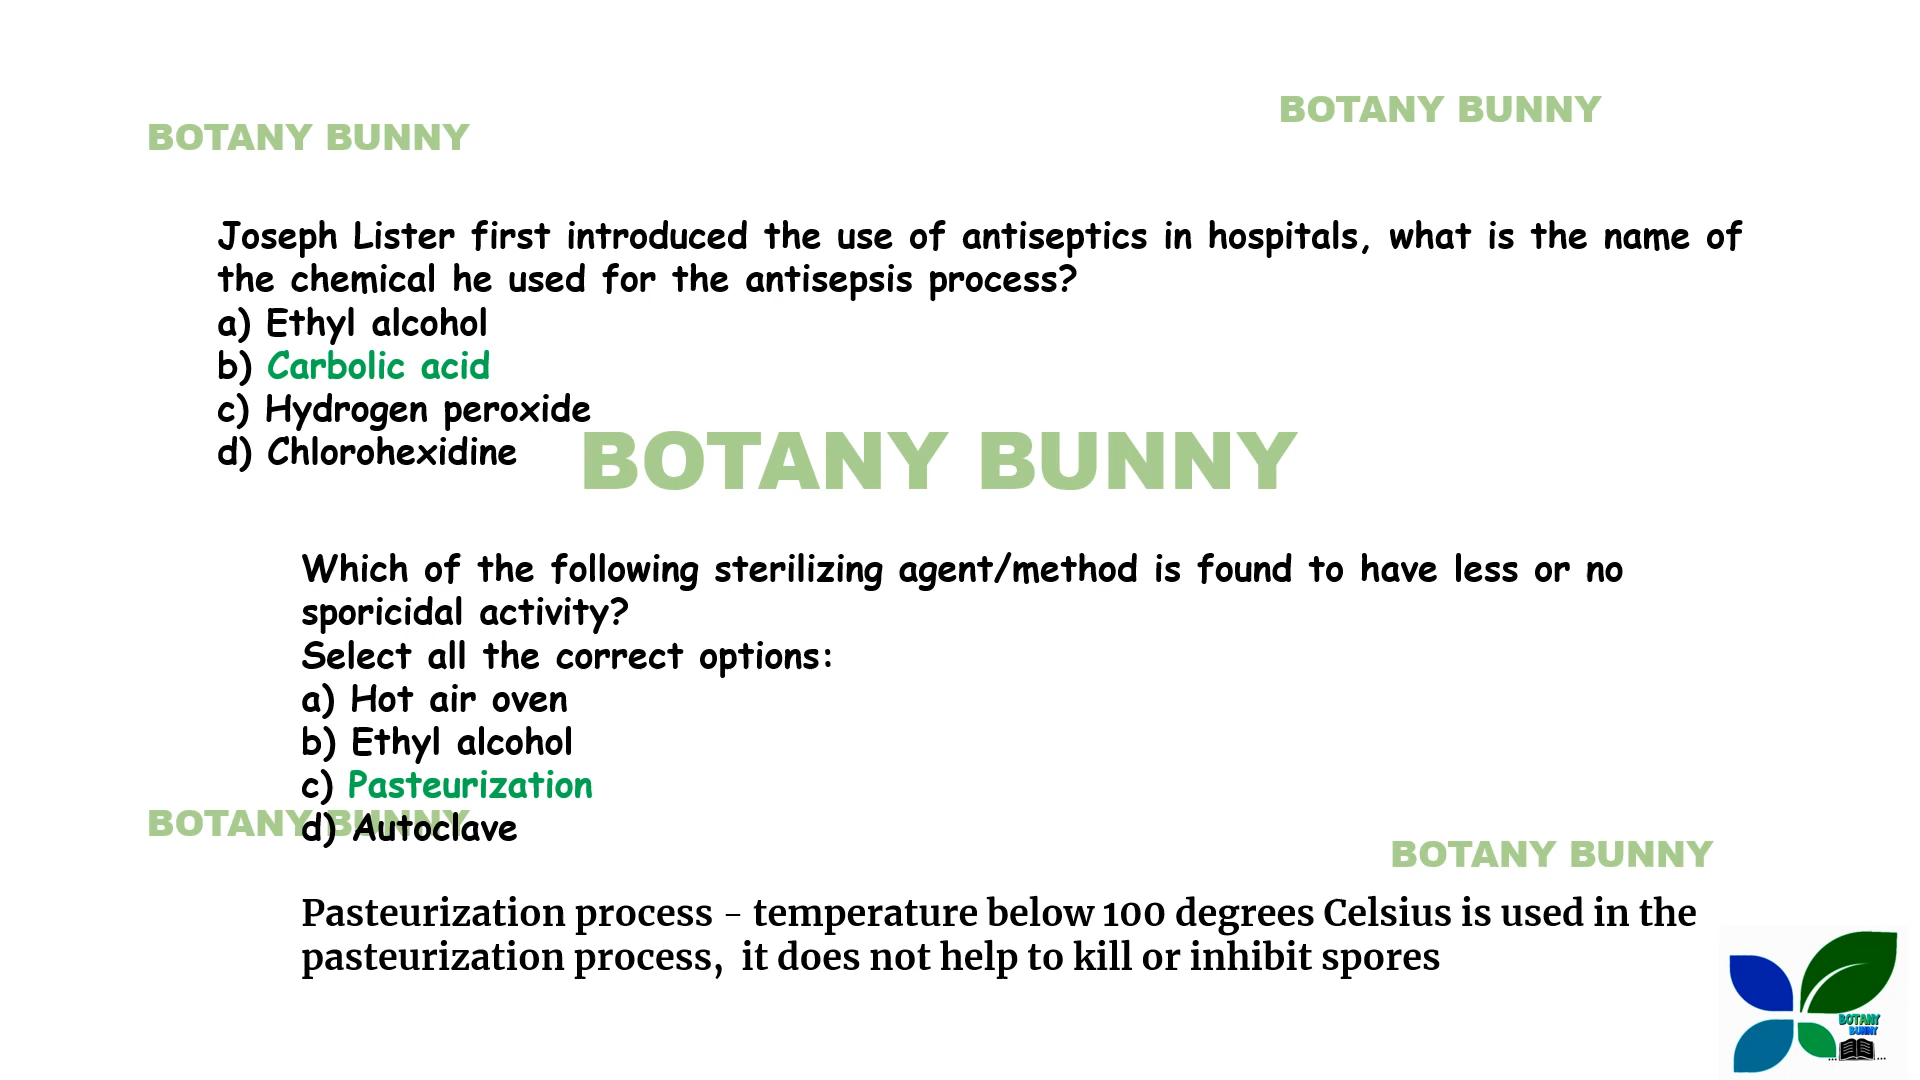 BOTANY BUNNY
BOTANY BUNNY
Joseph Lister first introduced the use of antiseptics in hospitals, what is the name of
the chemical he used for the antisepsis process?
a) Ethyl alcohol
b) Carbolic acid
c) Hydrogen peroxide
d) Chlorohexidine
BOTANY BUNNY
Which of the following sterilizing agent/method is found to have less or no
sporicidal activity?
Select all the correct options:
a) Hot air oven
b) Ethyl alcohol
c) Pasteurization
BOTANY BUNNY
d) Autoclave
BOTANY BUNNY
Pasteurization process - temperature below 100 degrees Celsius is used in the
pasteurization process, it does not help to kill or inhibit spores
BOTANY
BUNNY